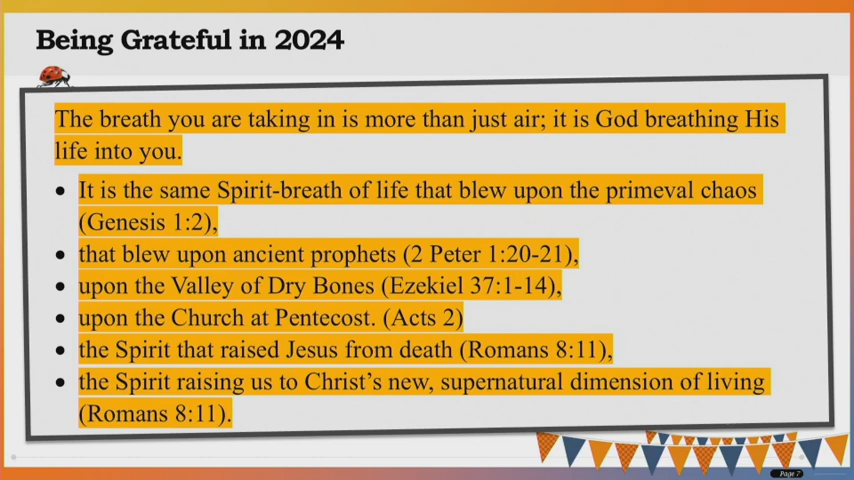 Being Grateful in 2024
The breath you are taking in is more than just air; it is God breathing His
life into you.
• It is the same Spirit-breath of life that blew upon the primeval chaos
(Genesis 1:2),
• that blew upon ancient prophets (2 Peter 1:20-21),
• upon the Valley of Dry Bones (Ezekiel 37:1-14),
• upon the Church at Pentecost. (Acts 2)
• the Spirit that raised Jesus from death (Romans 8:11),
• the Spirit raising us to Christ’s new, supernatural dimension of living
(Romans 8:11).
Page 7